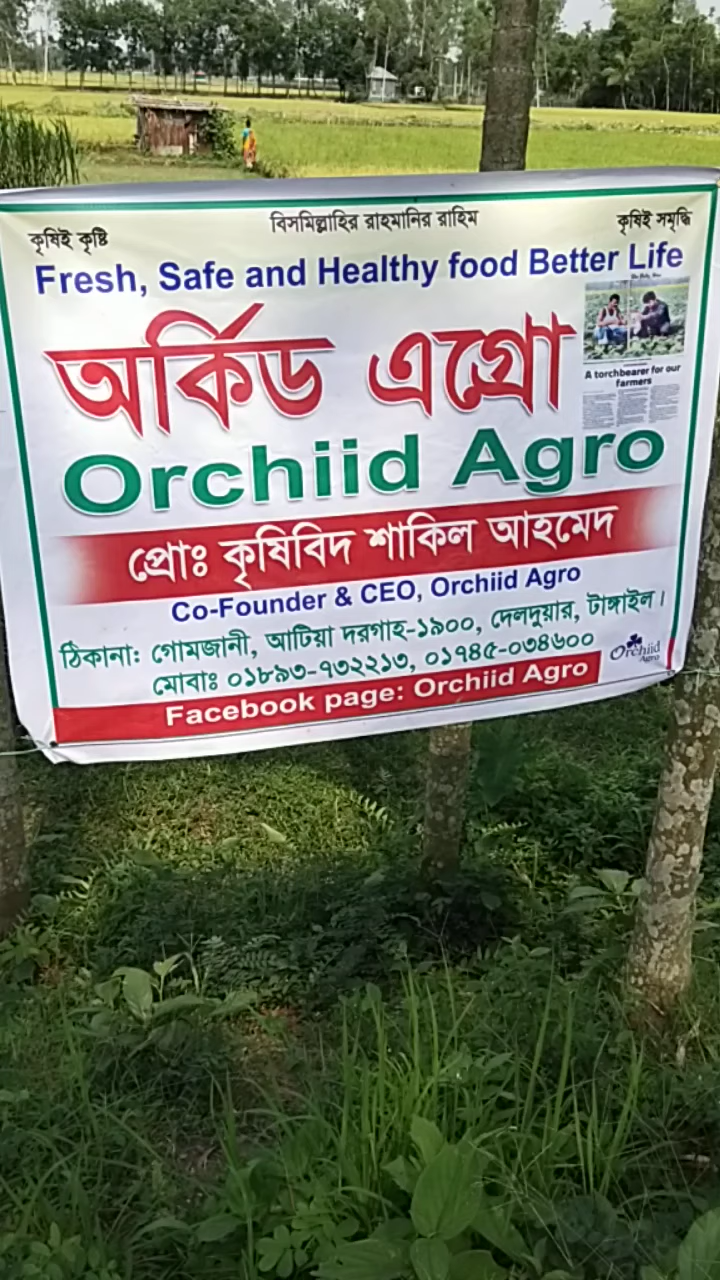 বিসমিল্লাহির রাহমানির রাহিম
কৃষিই কৃষ্টি
কৃষিই সমৃদ্ধি
Fresh, Safe and Healthy food Better Life
অর্কিড এগ্রো
A torchbearer for our
farmers
Orchiid Agro
প্রোঃ কৃষিবিদ শাকিল আহমেদ
Co-Founder & CEO, Orchiid Agro
ঠিকানা: গোমজানী, আটিয়া দরগাহ-১৯০০, দেলদুয়ার, টাঙ্গাইল।
মোবাঃ ০১৮৯৩-৭৩২২১৩, ০১৭৪৫-০৩৪৬০০
Orchiid
Agro
Facebook page: Orchiid Agro